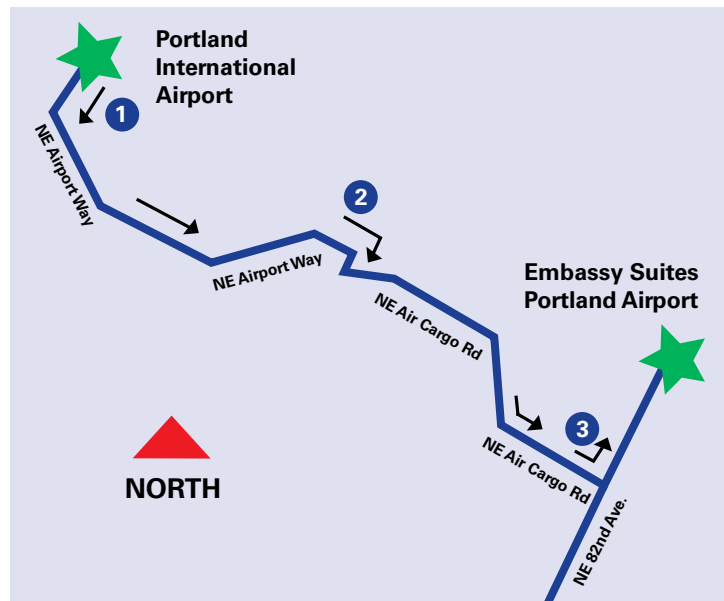 Portland
International
Airport
1
NE Airport Way
2
NE Airport Way
Embassy Suites
Portland Airport
NE Air Cargo Rd
3
NE Air Cargo Rd
NORTH
NE 82nd Ave.